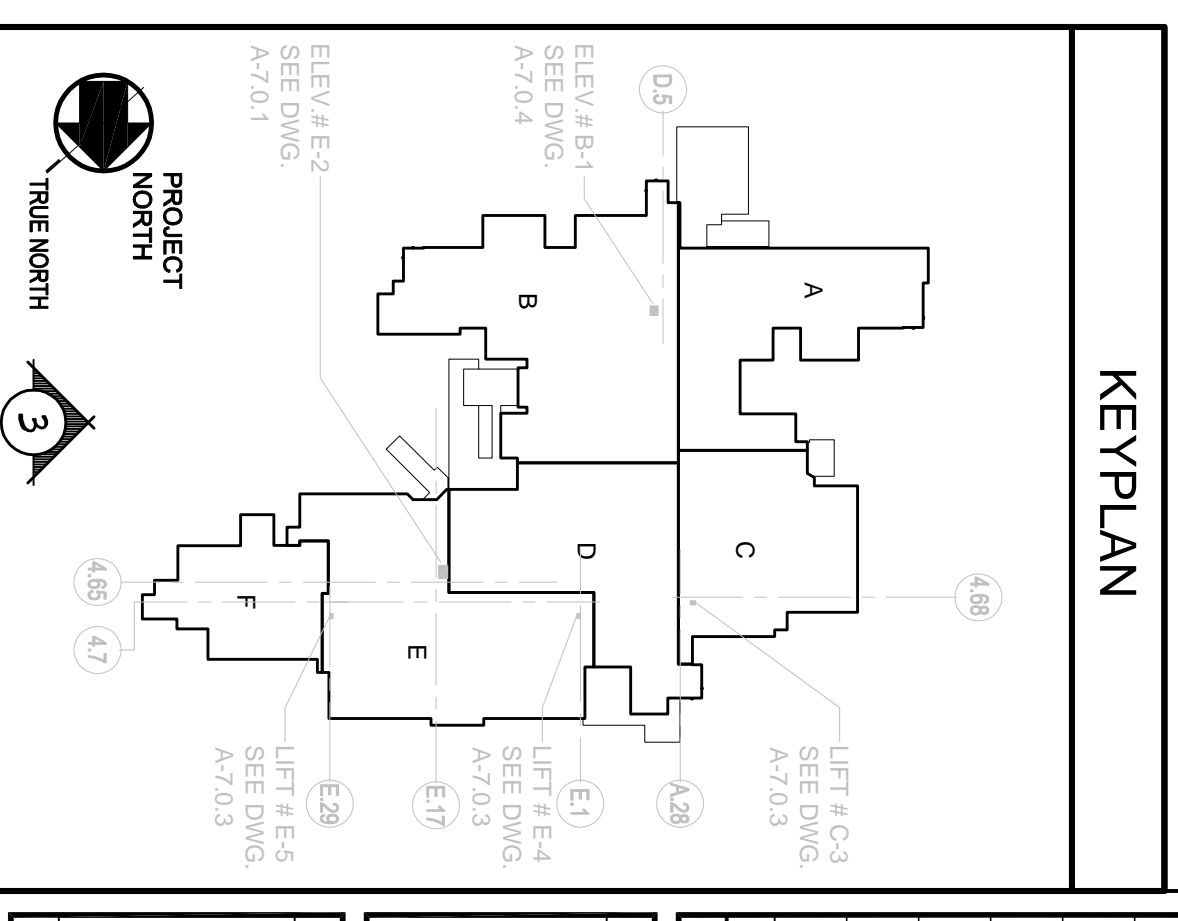 KEYPLAN
4.68
LIFT # C-3
SEE DWG.
A-7.0.3
A
C
A.28
D.5
ELEV.# B-1
SEE DWG.
A-7.0.4
B
D
E.1
LIFT # E-4
SEE DWG.
A-7.0.3
ELEV.# E-2
SEE DWG.
A-7.0.1
E
E.17
F
E.29
LIFT # E-5
SEE DWG.
A-7.0.3
4.65
4.7
PROJECT
NORTH
TRUE NORTH
3